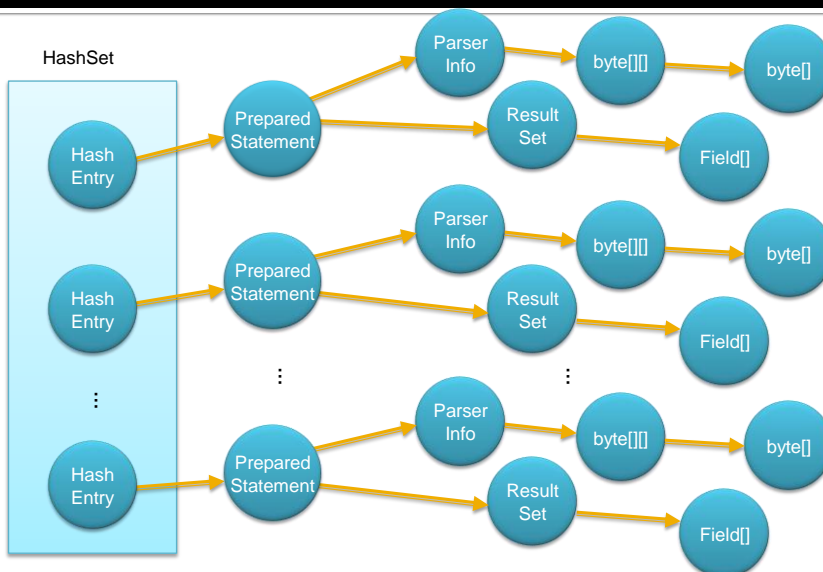 HashSet
Parser
Info
byte[][]
byte[]
Hash
Entry
Prepared
Statement
Result
Set
Field[]
Parser
Info
byte[][]
byte[]
Hash
Entry
Prepared
Statement
Result
Set
Field[]
...
...
...
Parser
Info
byte[][]
byte[]
Hash
Entry
Prepared
Statement
Result
Set
Field[]